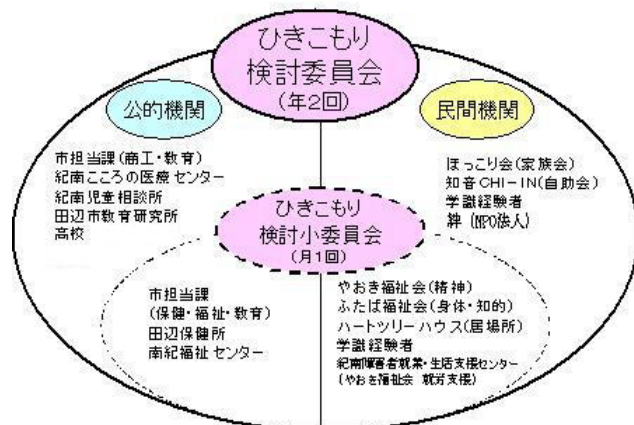 ひきこもり
検討委員会
(年2回)
公的機関
市担当課(商工・教育)
紀南こころの医療センター
紀南児童相談所
田辺市教育研究所
高校
民間機関
ほっこり会(家族会)
知音CHI-IN(自助会)
学識経験者
絆 (NPO法人)
ひきこもり
検討小委員会
(月1回)
市担当課
(保健・福祉・教育)
田辺保健所
南紀福祉センター
やおき福祉会(精神)
ふたば福祉会(身体・知的)
ハートツリーハウス(居場所)
学識経験者
紀南障害者就業・生活支援センター
(やおき福祉会 就労支援)